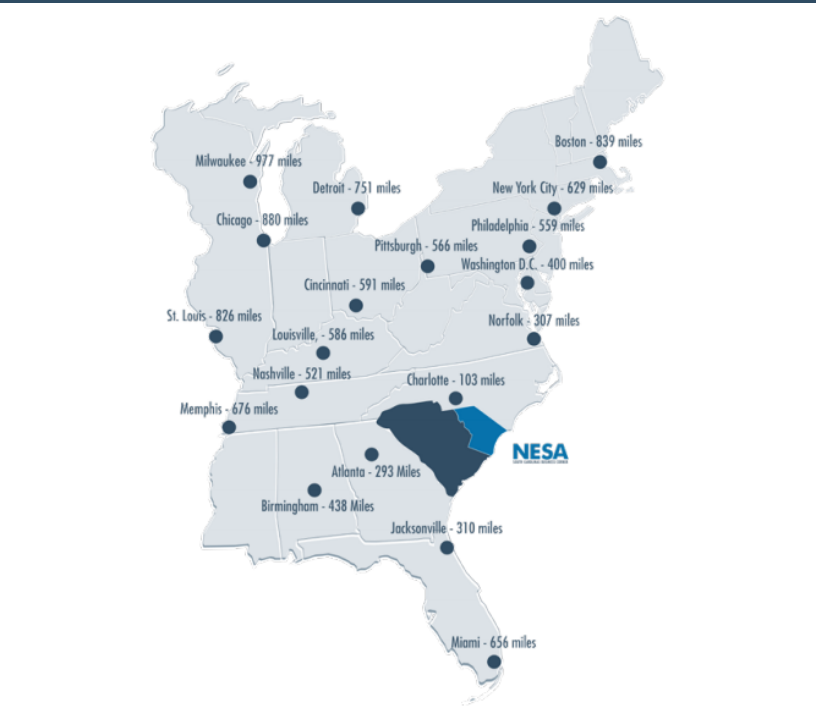 Boston - 839 miles
Milwaukee - 977 miles
Detroit - 751 miles
New York City - 629 miles
Chicago - 880 miles
Philadelphia - 559 miles
Pittsburgh - 566 miles
Washington D.C. - 400 miles
Cincinnati - 591 miles
St. Louis - 826 miles
Norfolk - 307 miles
Louisville, - 586 miles
Nashville - 521 miles
Charlotte - 103 miles
Memphis - 676 miles
NESA
Atlanta - 293 Miles
Birmingham - 438 Miles
Jacksonville - 310 miles
Miami - 656 miles